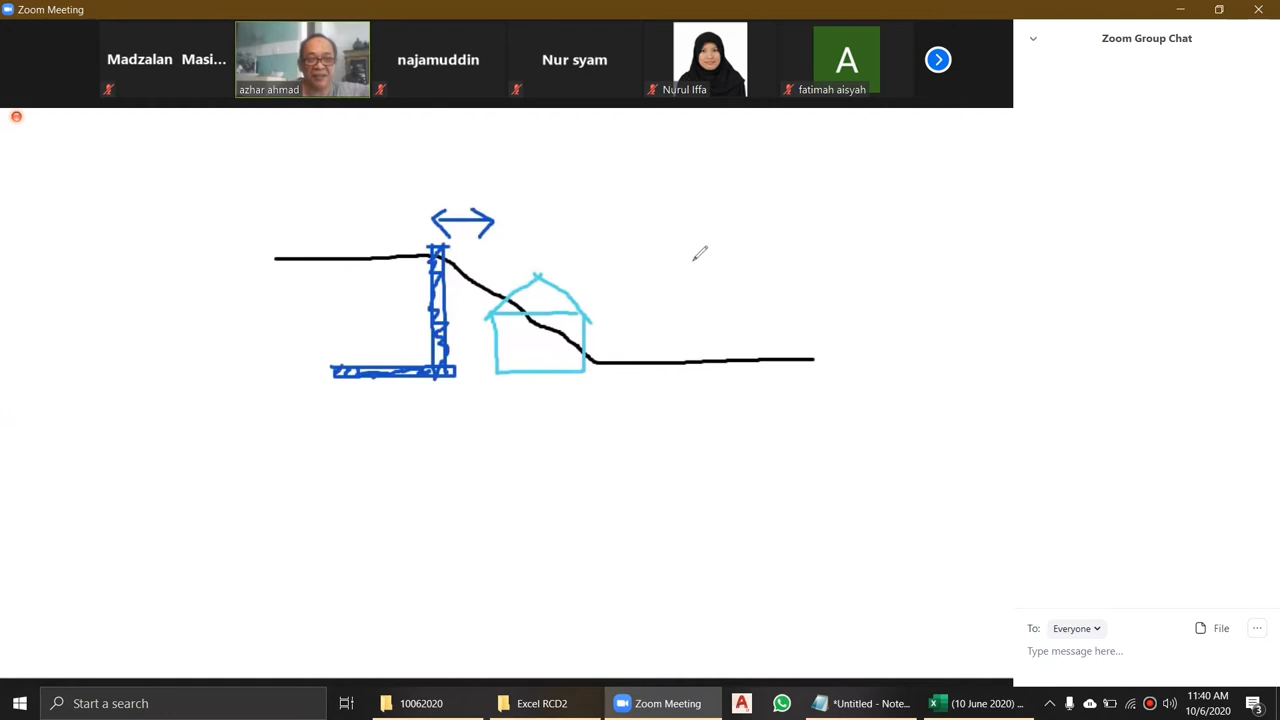 Zoom Meeting
Zoom Group Chat
Madzalan Masi...
azhar ahmad
najamuddin
Nur syam
Nurul Iffa
A
fatimah aisyah
To: Everyone
File
Type message here...
Start a search
10062020
Excel RCD2
Zoom Meeting
A
*Untitled - Note...
(10 June 2020) ...
11:40 AM
10/6/2020
3